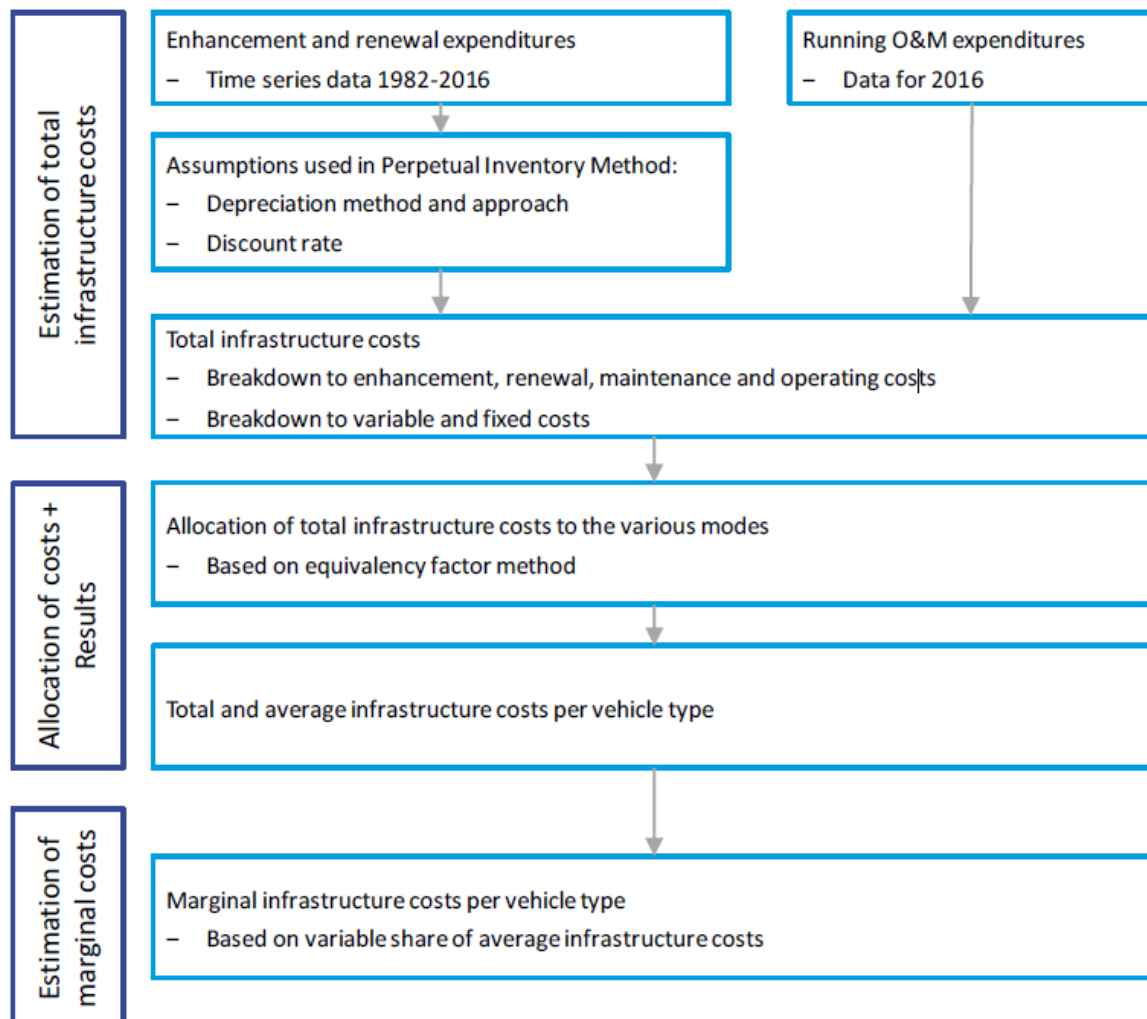 Estimation of total
infrastructure costs
Enhancement and renewal expenditures
– Time series data 1982-2016
Running O&M expenditures
– Data for 2016
Assumptions used in Perpetual Inventory Method:
– Depreciation method and approach
– Discount rate
Total infrastructure costs
– Breakdown to enhancement, renewal, maintenance and operating costs
– Breakdown to variable and fixed costs
Allocation of costs +
Results
Allocation of total infrastructure costs to the various modes
– Based on equivalency factor method
Total and average infrastructure costs per vehicle type
Estimation of
marginal costs
Marginal infrastructure costs per vehicle type
– Based on variable share of average infrastructure costs